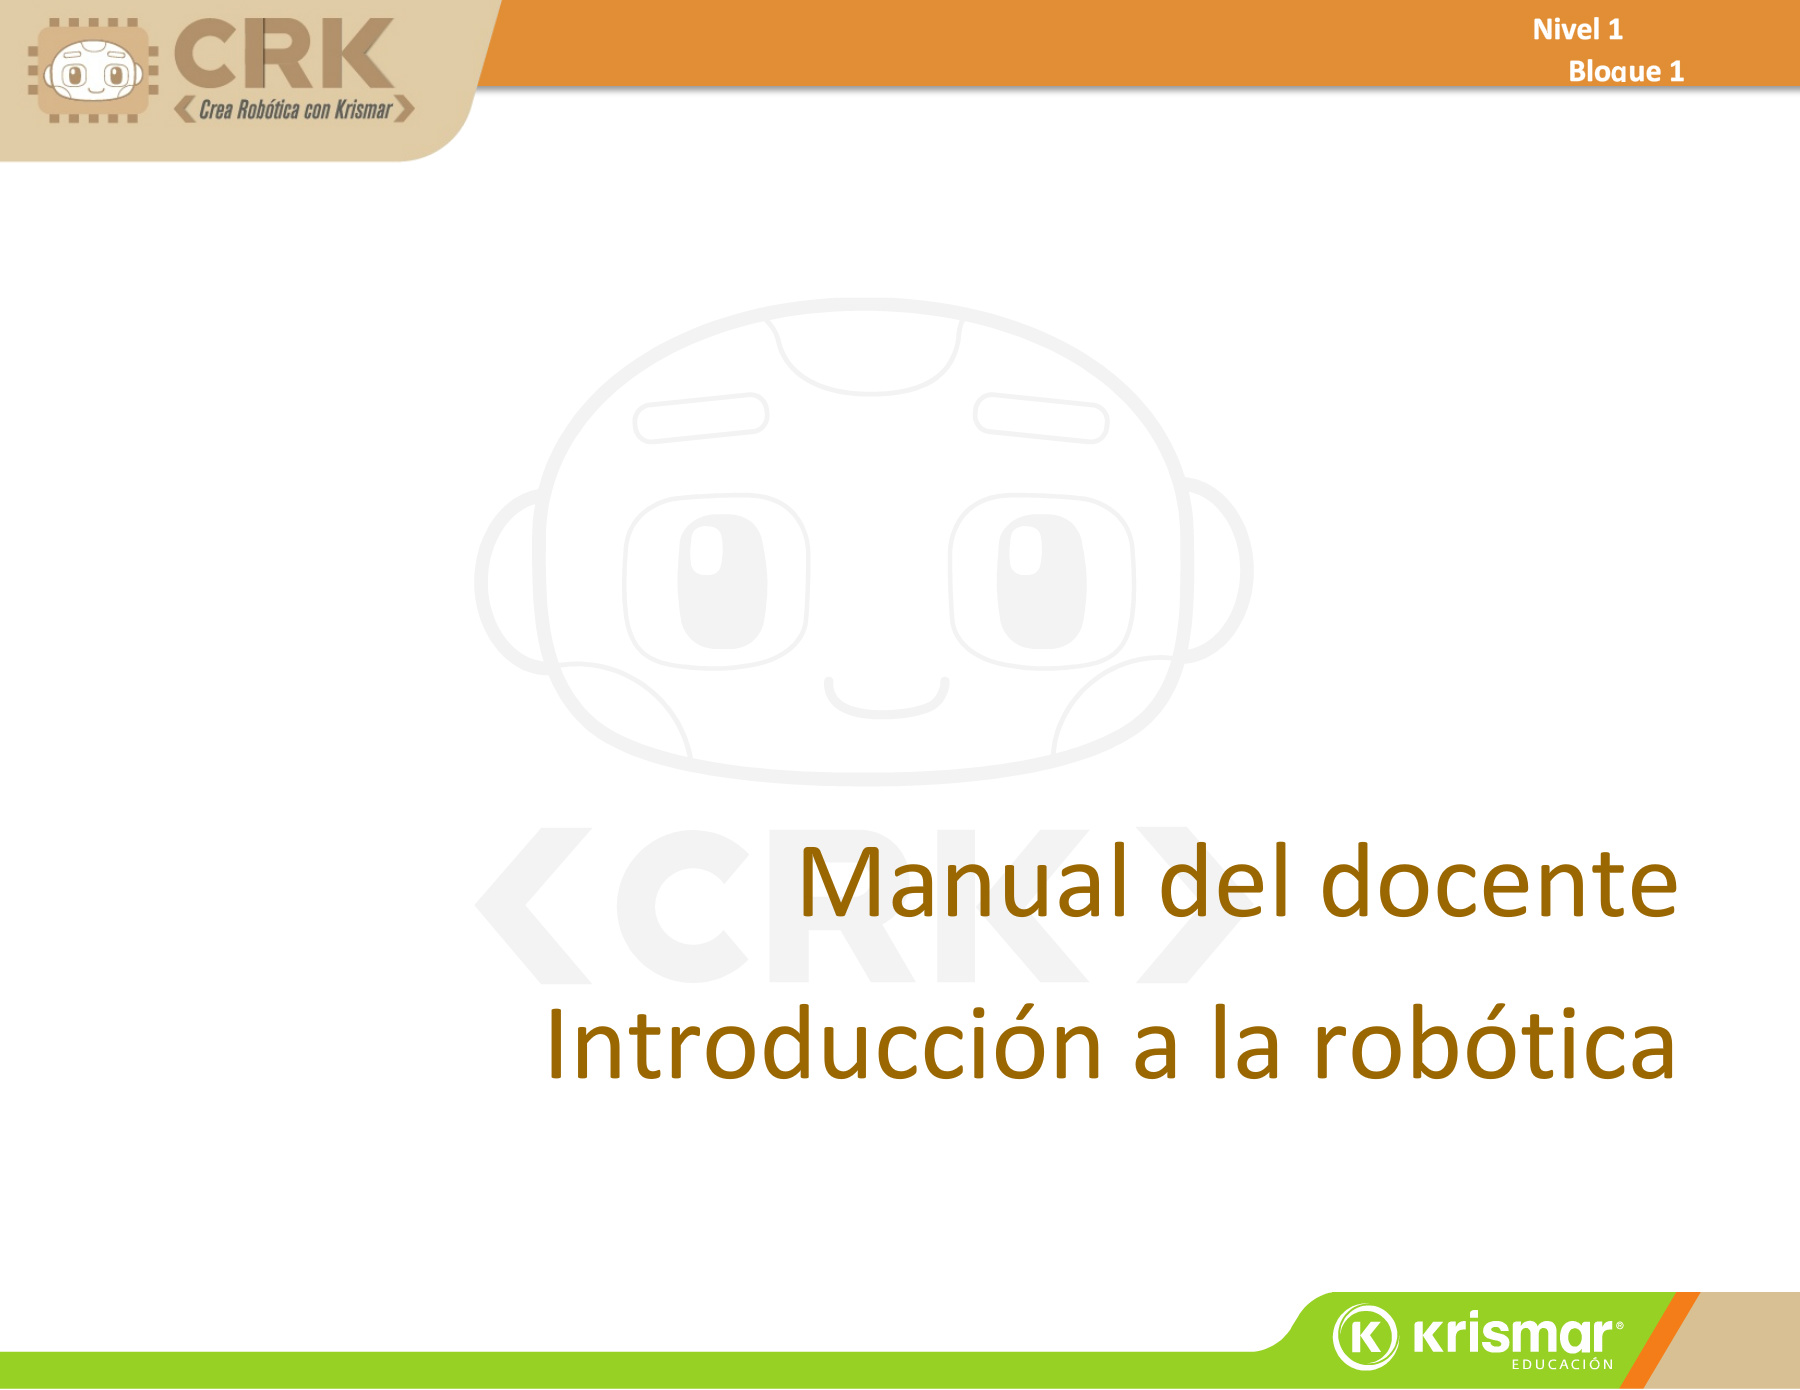 CRK
Crea Robótica con Krismar
Nivel 1
Bloque 1
<CRK>
Manual del docente
Introducción a la robótica
K krismar®
EDUCACIÓN